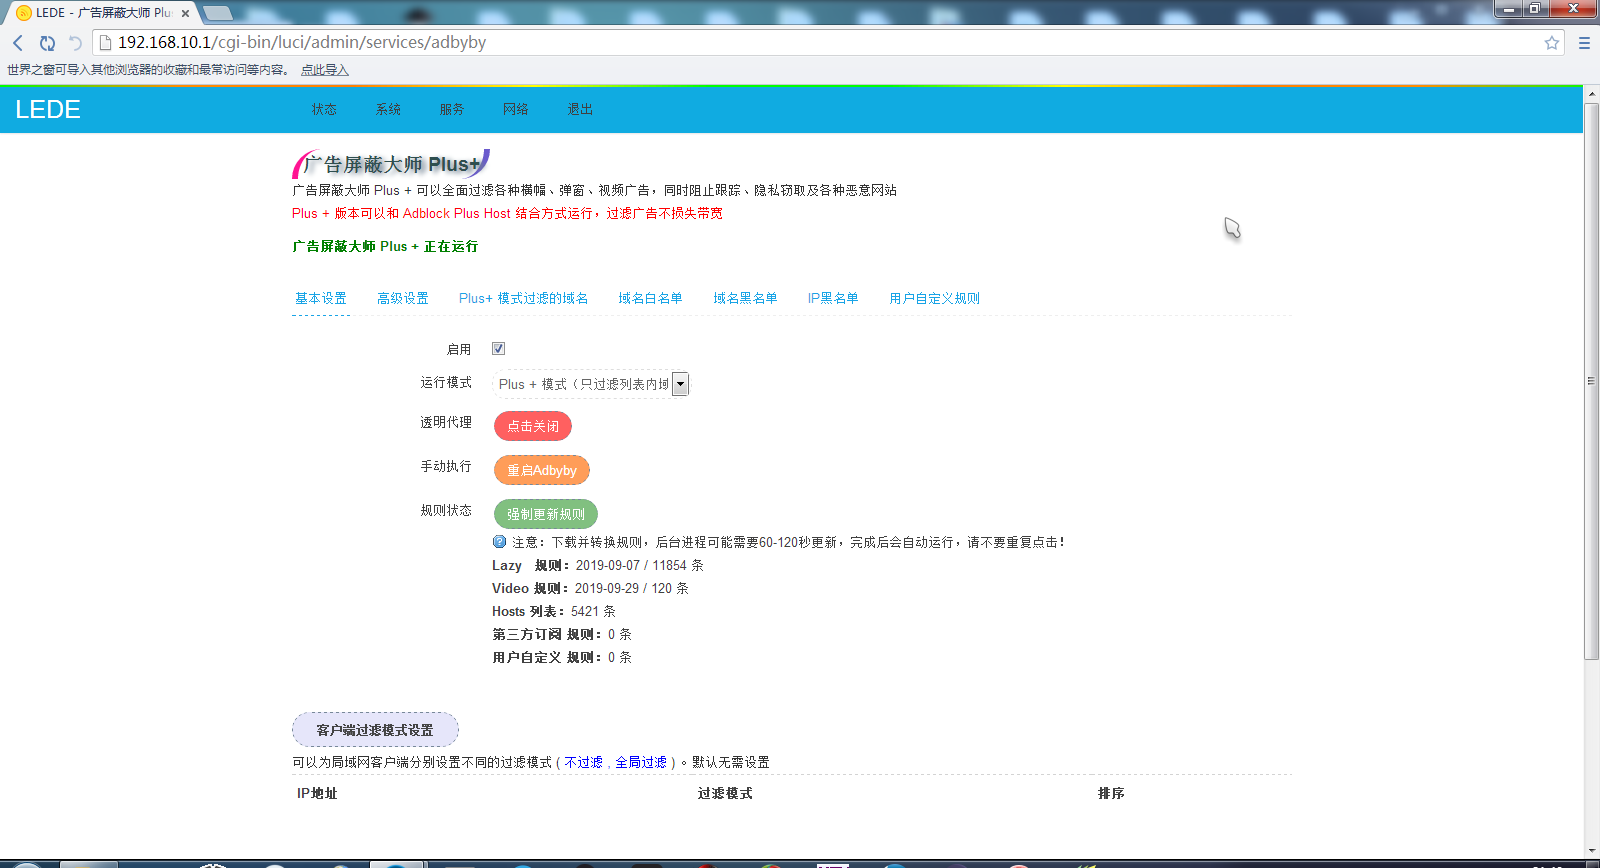 LEDE - 广告屏蔽大师 Plu
192.168.10.1/cgi-bin/luci/admin/services/adbyby
世界之窗可导入其他浏览器的收藏和最常访问等内容。 点此导入
LEDE 状态 系统 服务 网络 退出
广告屏蔽大师 Plus+
广告屏蔽大师 Plus + 可以全面过滤各种横幅、弹窗、视频广告，同时阻止跟踪、隐私窃取及各种恶意网站
Plus + 版本可以和 Adblock Plus Host 结合方式运行，过滤广告不损失带宽
广告屏蔽大师 Plus + 正在运行
基本设置 高级设置 Plus+ 模式过滤的域名 域名白名单 域名黑名单 IP黑名单 用户自定义规则
启用
运行模式 Plus + 模式（只过滤列表内域
透明代理 点击关闭
手动执行 重启Adbyby
规则状态 强制更新规则
注意：下载并转换规则，后台进程可能需要60-120秒更新，完成后会自动运行，请不要重复点击！
Lazy 规则：2019-09-07 / 11854 条
Video 规则：2019-09-29 / 120 条
Hosts 列表：5421 条
第三方订阅 规则：0 条
用户自定义 规则：0 条
客户端过滤模式设置
可以为局域网客户端分别设置不同的过滤模式 ( 不过滤 , 全局过滤 ) 。默认无需设置
IP地址 过滤模式 排序